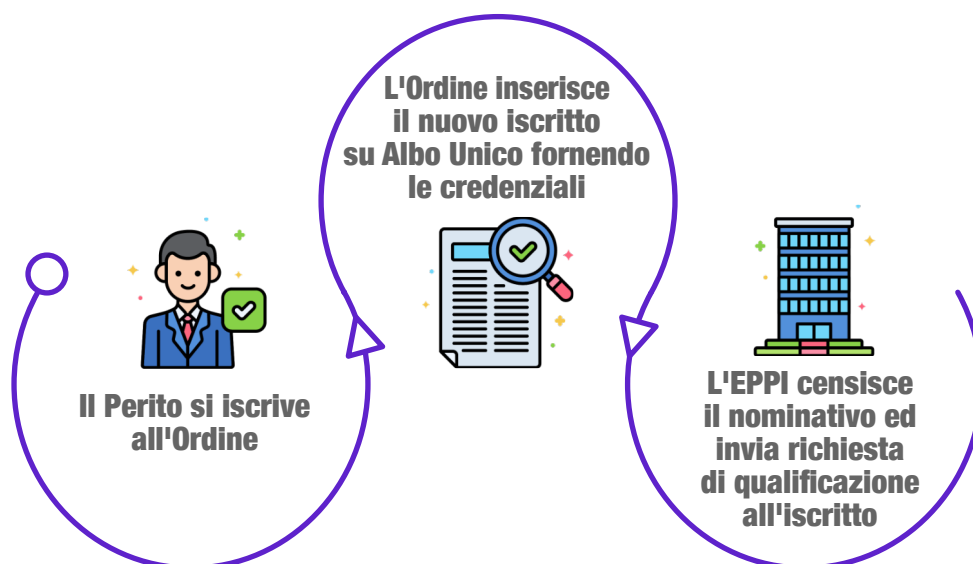 Il Perito si iscrive
all'Ordine
L'Ordine inserisce
il nuovo iscritto
su Albo Unico fornendo
le credenziali
L'EPPI censisce
il nominativo ed
invia richiesta
di qualificazione
all'iscritto